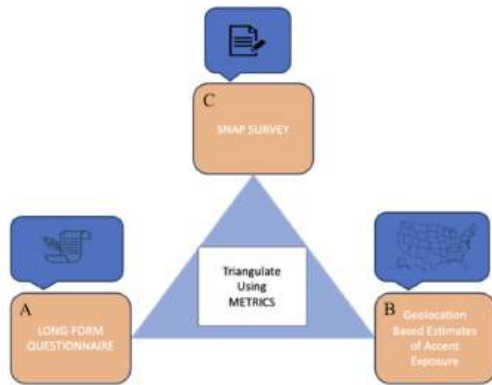 C
SNAP SURVEY
Triangulate
Using
METRICS
A
LONG-FORM
QUESTIONNAIRE
B
Geolocation
Based Estimates
of Accent
Exposure